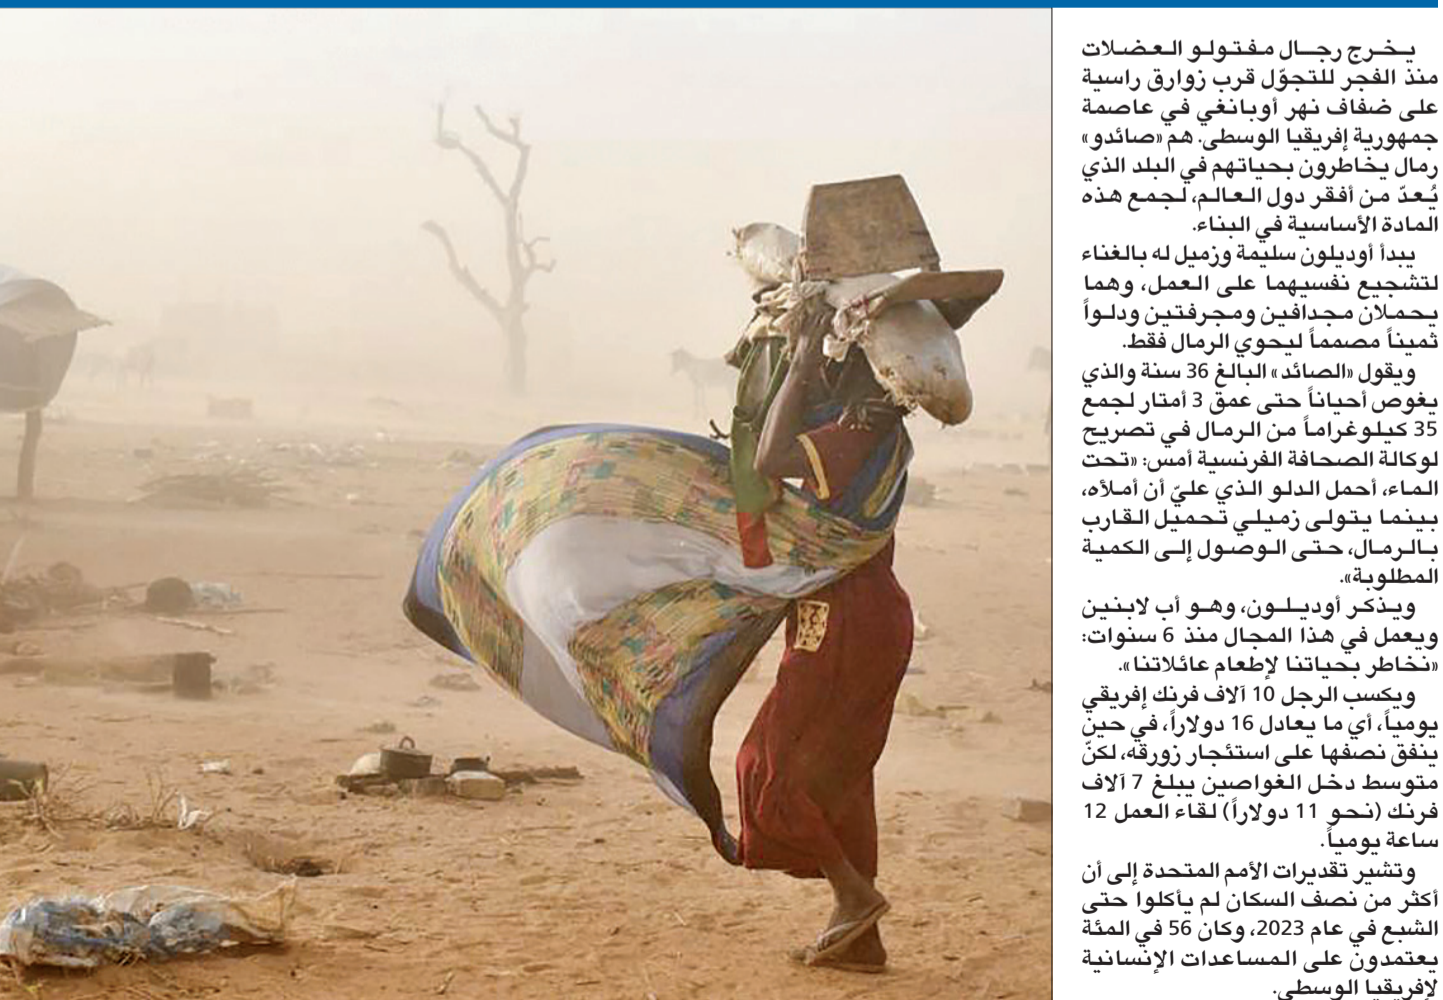 يخرج رجال مفتولو العضلات
منذ الفجر للتجوّل قرب زوارق راسية
على ضفاف نهر أوبانغي في عاصمة
جمهورية إفريقيا الوسطى. هم «صائدو»
رمال يخاطرون بحياتهم في البلد الذي
يُعدّ من أفقر دول العالم، لجمع هذه
المادة الأساسية في البناء.
يبدأ أوديلون سليمة وزميل له بالغناء
لتشجيع نفسيهما على العمل، وهما
يحملان مجدافين ومجرفتين ودلواً
ثميناً مصمماً ليحوي الرمال فقط.
ويقول «الصائد» البالغ 36 سنة والذي
يغوص أحياناً حتى عمق 3 أمتار لجمع
35 كيلوغراماً من الرمال في تصريح
لوكالة الصحافة الفرنسية أمس: «تحت
الماء، أحمل الدلو الذي عليّ أن أملأه،
بينما يتولى زميلي تحميل القارب
بالرمال، حتى الوصول إلى الكمية
المطلوبة».
ويذكر أوديلون، وهو أب لابنين
ويعمل في هذا المجال منذ 6 سنوات:
«نخاطر بحياتنا لإطعام عائلاتنا».
ويكسب الرجل 10 آلاف فرنك إفريقي
يومياً، أي ما يعادل 16 دولاراً، في حين
ينفق نصفها على استئجار زورقه، لكنّ
متوسط دخل الغواصين يبلغ 7 آلاف
فرنك (نحو 11 دولاراً) لقاء العمل 12
ساعة يومياً.
وتشير تقديرات الأمم المتحدة إلى أن
أكثر من نصف السكان لم يأكلوا حتى
الشبع في عام 2023، وكان 56 في المئة
يعتمدون على المساعدات الإنسانية
لإفريقيا الوسطى.